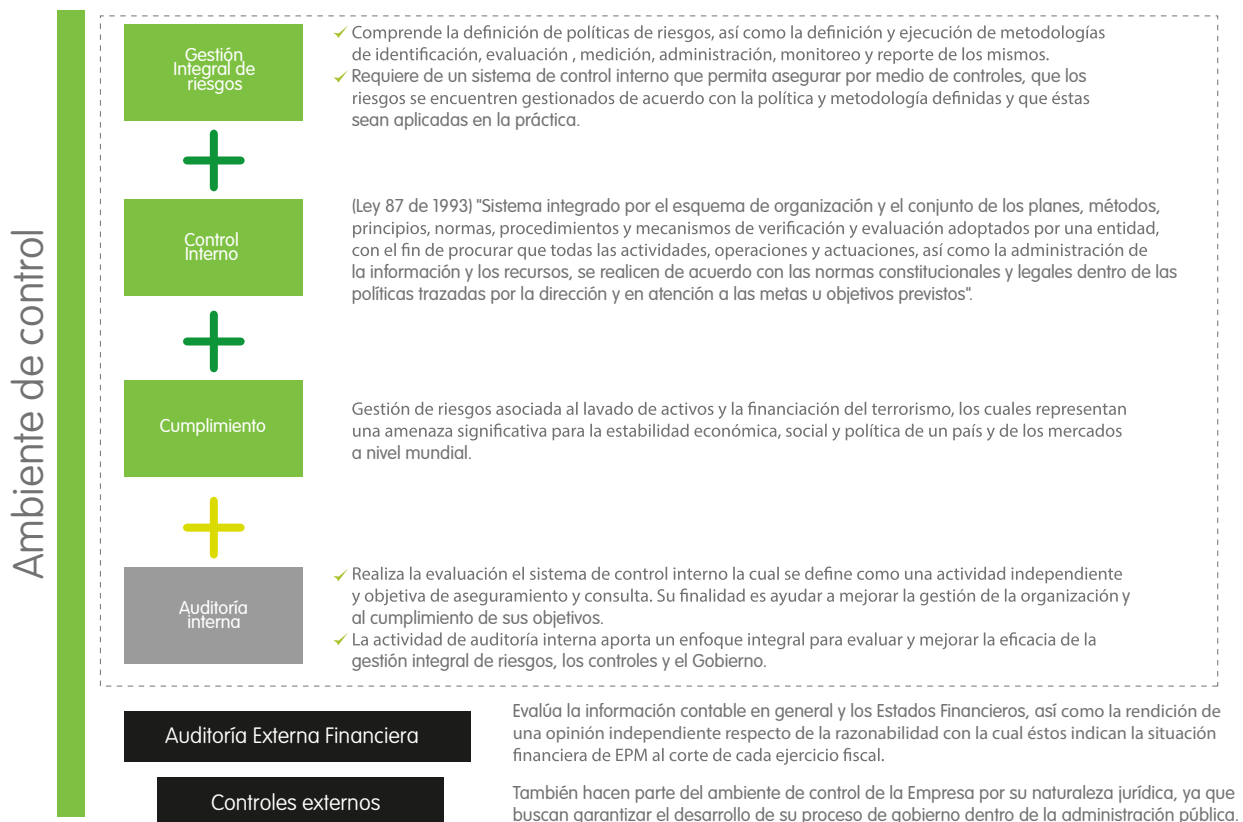 Ambiente de control
Gestión
Integral de
riesgos
Comprende la definición de políticas de riesgos, así como la definición y ejecución de metodologías
de identificación, evaluación , medición, administración, monitoreo y reporte de los mismos.
Requiere de un sistema de control interno que permita asegurar por medio de controles, que los
riesgos se encuentren gestionados de acuerdo con la política y metodología definidas y que éstas
sean aplicadas en la práctica.
Control
Interno
(Ley 87 de 1993) "Sistema integrado por el esquema de organización y el conjunto de los planes, métodos,
principios, normas, procedimientos y mecanismos de verificación y evaluación adoptados por una entidad,
con el fin de procurar que todas las actividades, operaciones y actuaciones, así como la administración de
la información y los recursos, se realicen de acuerdo con las normas constitucionales y legales dentro de las
políticas trazadas por la dirección y en atención a las metas u objetivos previstos".
Cumplimiento
Gestión de riesgos asociada al lavado de activos y la financiación del terrorismo, los cuales representan
una amenaza significativa para la estabilidad económica, social y política de un país y de los mercados
a nivel mundial.
Auditoría
interna
Realiza la evaluación el sistema de control interno la cual se define como una actividad independiente
y objetiva de aseguramiento y consulta. Su finalidad es ayudar a mejorar la gestión de la organización y
al cumplimiento de sus objetivos.
La actividad de auditoría interna aporta un enfoque integral para evaluar y mejorar la eficacia de la
gestión integral de riesgos, los controles y el Gobierno.
Auditoría Externa Financiera
Evalúa la información contable en general y los Estados Financieros, así como la rendición de
una opinión independiente respecto de la razonabilidad con la cual éstos indican la situación
financiera de EPM al corte de cada ejercicio fiscal.
Controles externos
También hacen parte del ambiente de control de la Empresa por su naturaleza jurídica, ya que
buscan garantizar el desarrollo de su proceso de gobierno dentro de la administración pública.